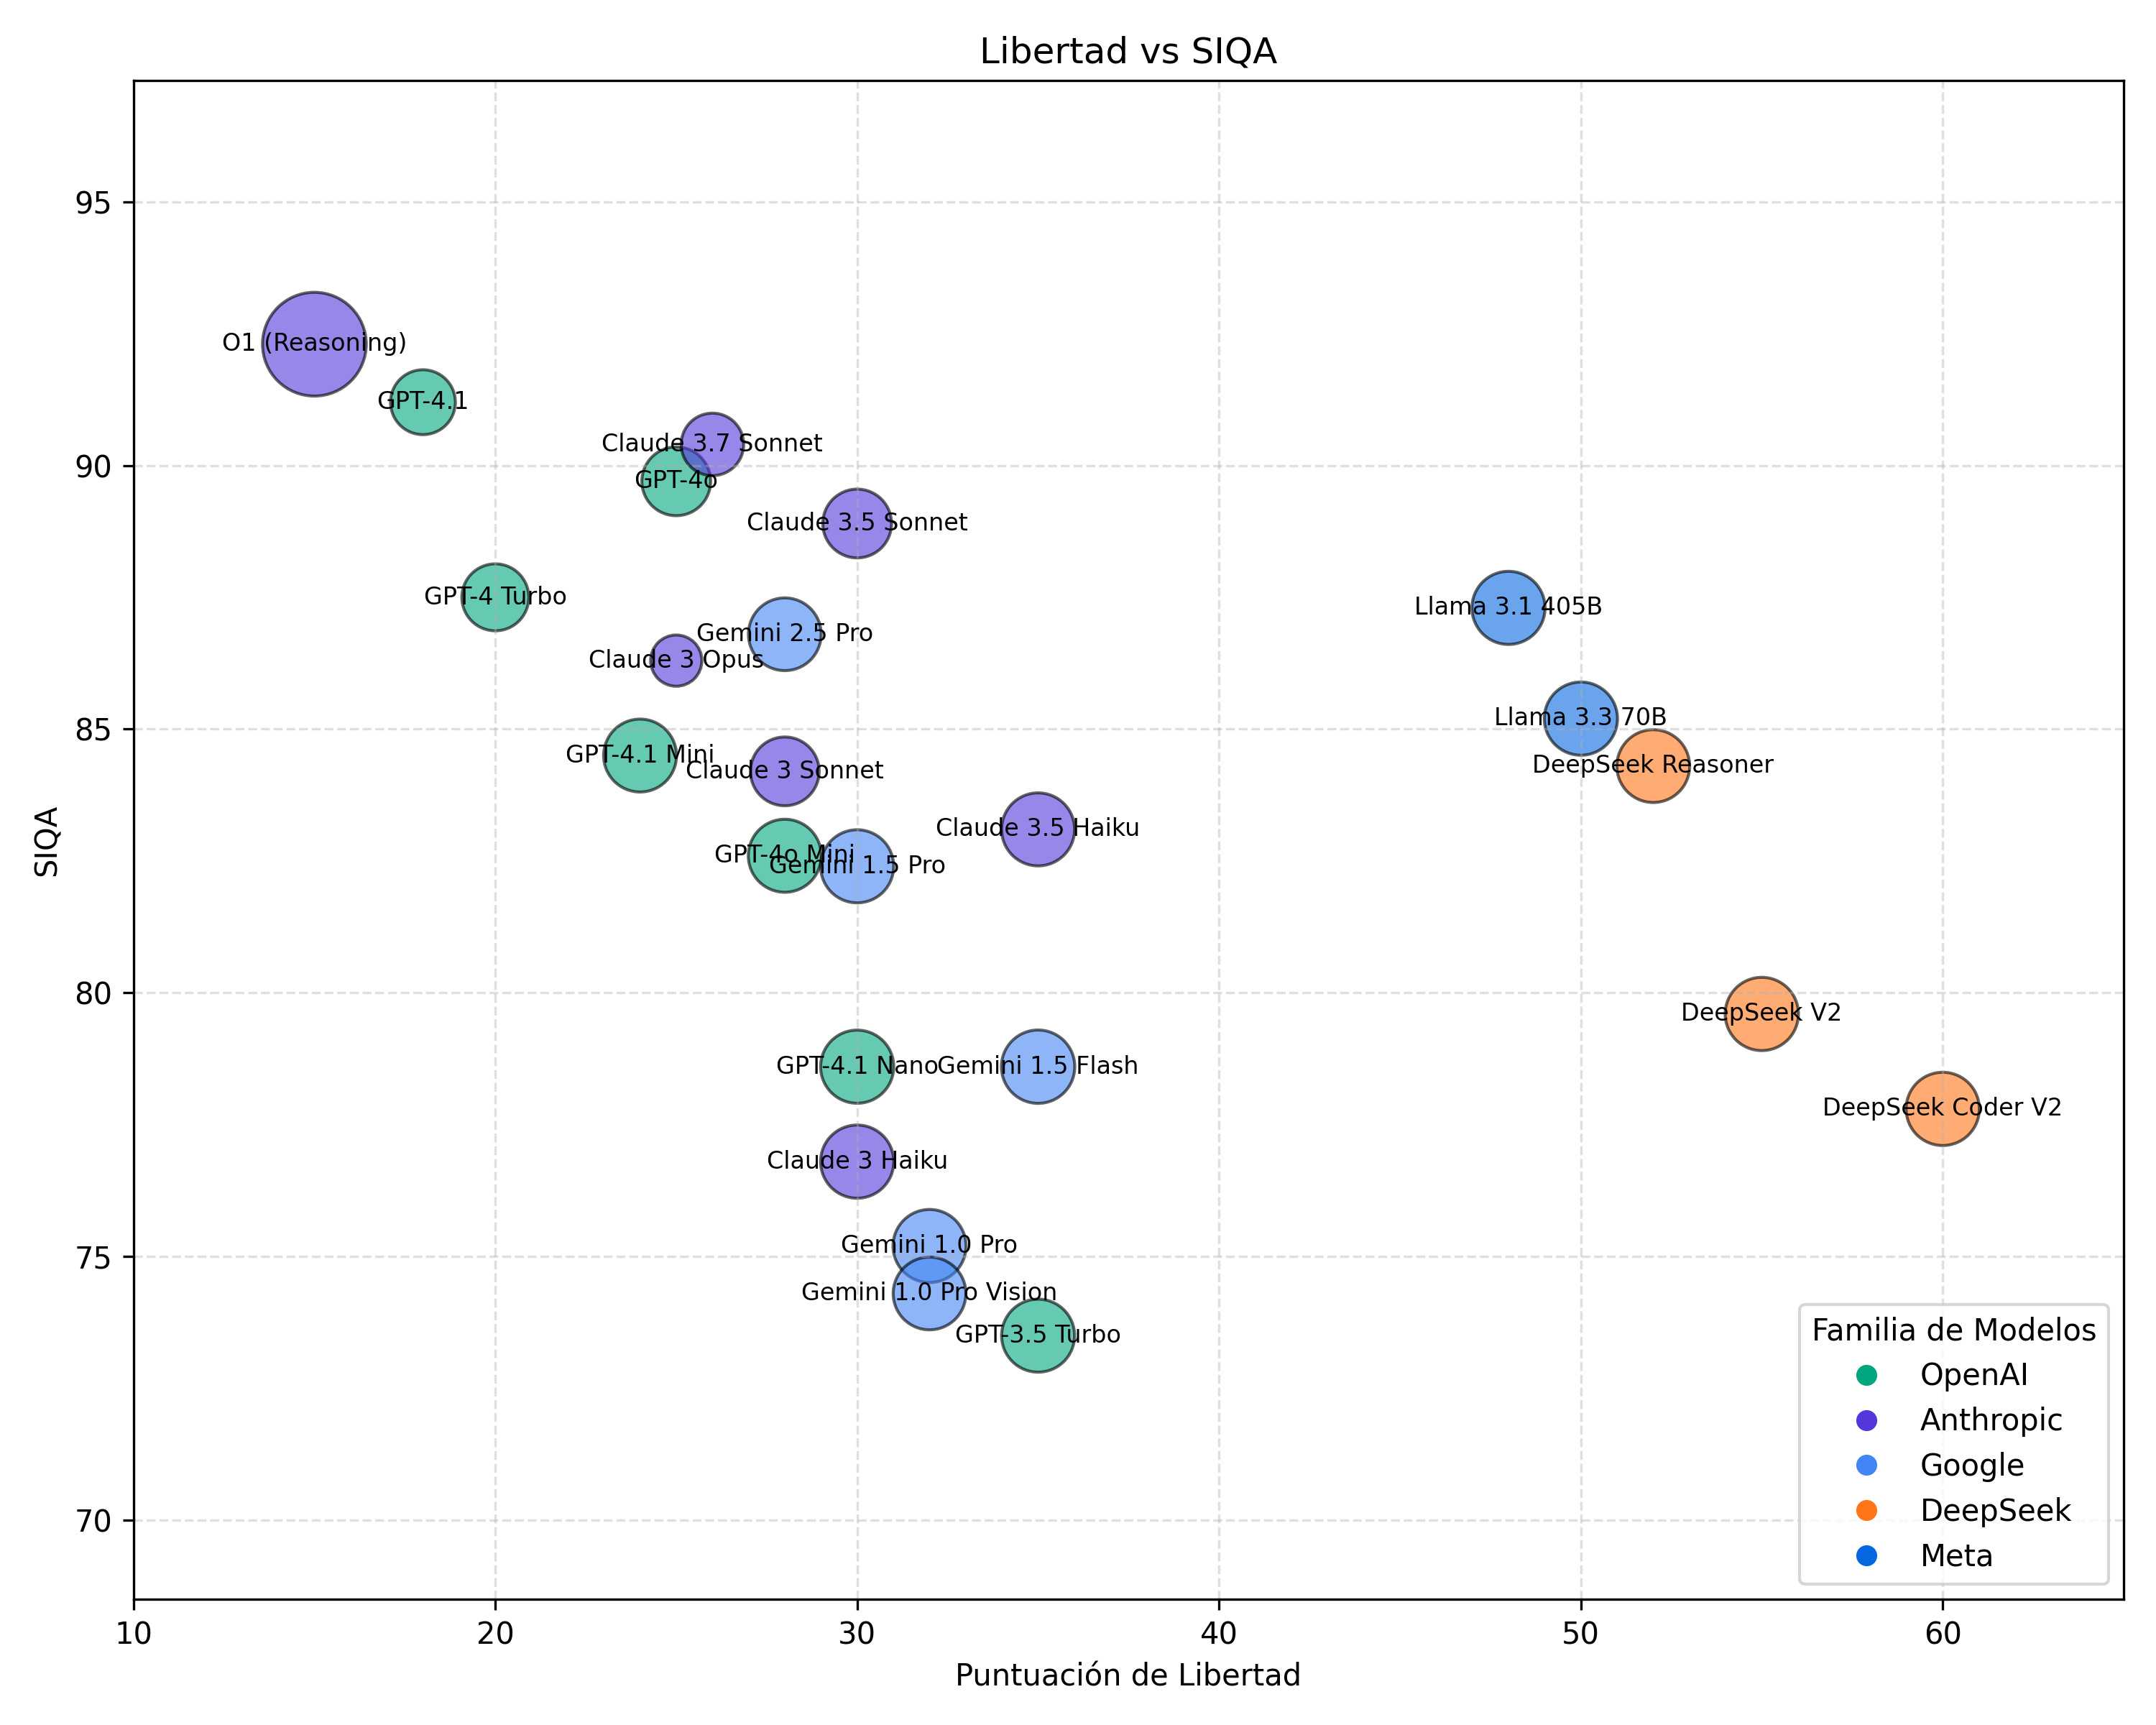 Libertad vs SIQA
95
90
85
80
75
70
SIQA
O1 (Reasoning)
GPT-4.1
Claude 3.7 Sonnet
GPT-4o
Claude 3.5 Sonnet
GPT-4 Turbo
Llama 3.1 405B
Gemini 2.5 Pro
Claude 3 Opus
Llama 3.3 70B
GPT-4.1 Mini
DeepSeek Reasoner
Claude 3 Sonnet
Claude 3.5 Haiku
GPT-4o Mini
Gemini 1.5 Pro
DeepSeek V2
GPT-4.1 Nano
Gemini 1.5 Flash
DeepSeek Coder V2
Claude 3 Haiku
Gemini 1.0 Pro
Gemini 1.0 Pro Vision
GPT-3.5 Turbo
Familia de Modelos
OpenAI
Anthropic
Google
DeepSeek
Meta
10 20 30 40 50 60
Puntuación de Libertad